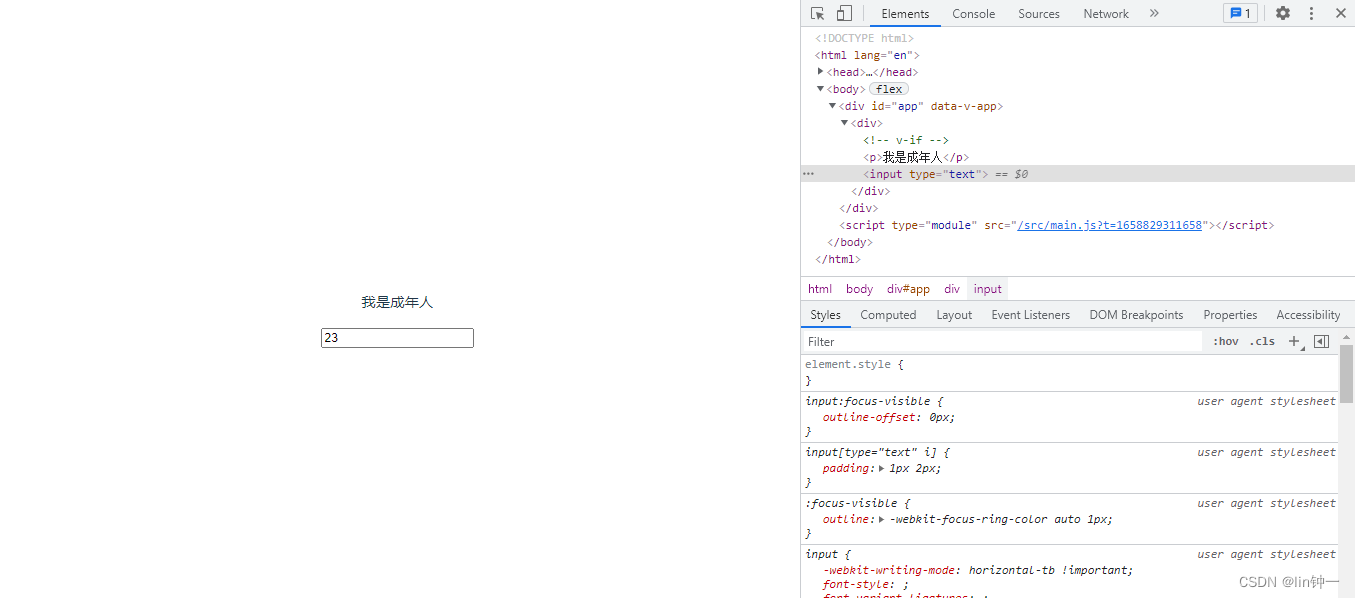 我是成年人
23
Elements Console Sources Network » 1
<!DOCTYPE html>
<html lang="en">
<head>…</head>
<body> flex
<div id="app" data-v-app>
<div>
<!-- v-if -->
<p>我是成年人</p>
<input type="text"> == $0
</div>
</div>
<script type="module" src="/src/main.js?t=1658829311658"></script>
</body>
</html>
html body div#app div input
Styles Computed Layout Event Listeners DOM Breakpoints Properties Accessibility
Filter :hov .cls +
element.style {
}
input:focus-visible { user agent stylesheet
outline-offset: 0px;
}
input[type="text" i] { user agent stylesheet
padding: 1px 2px;
}
:focus-visible { user agent stylesheet
outline: -webkit-focus-ring-color auto 1px;
}
input { user agent stylesheet
-webkit-writing-mode: horizontal-tb !important;
font-style: ;
CSDN @lin钟一